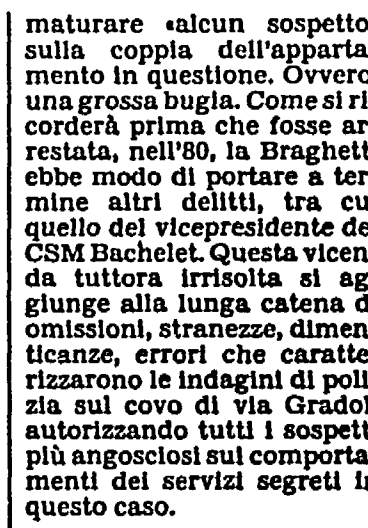 maturare «alcun sospetto
sulla coppia dell'apparta
mento in questione. Ovvero
una grossa bugia. Come si ri
corderà prima che fosse ar
restata, nell'80, la Braghett
ebbe modo di portare a ter
mine altri delitti, tra cu
quello del vicepresidente de
CSM Bachelet. Questa vicen
da tuttora irrisolta si ag
giunge alla lunga catena d
omissioni, stranezze, dimen
ticanze, errori che caratte
rizzarono le indagini di poli
zia sul covo di via Gradol
autorizzando tutti i sospett
più angosciosi sui comporta
menti dei servizi segreti i
questo caso.